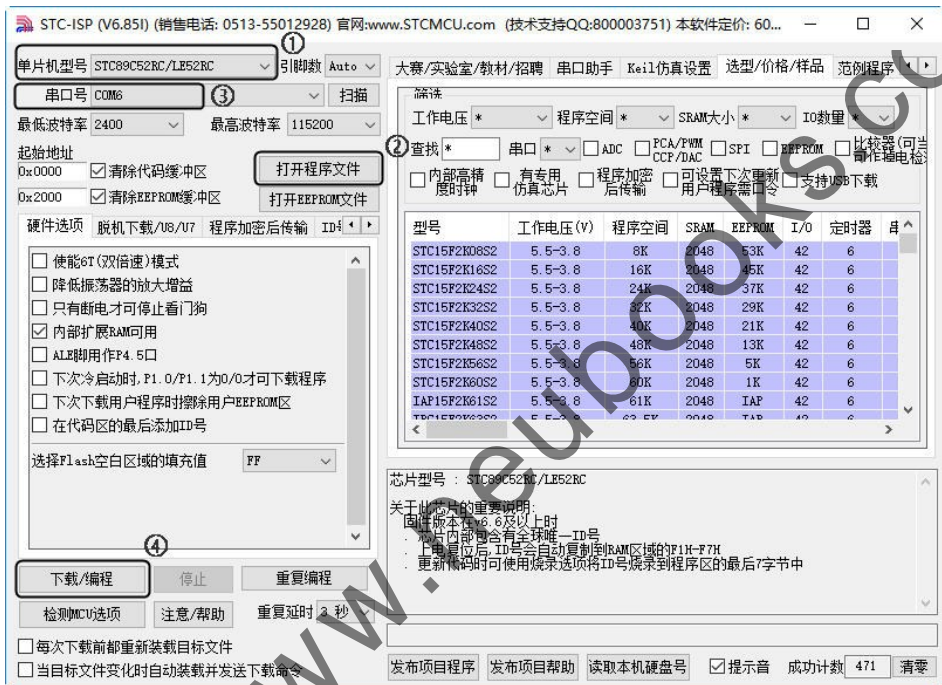 STC-ISP (V6.85I) (销售电话: 0513-55012928) 官网:www.STCMCU.com (技术支持QQ:800003751) 本软件定价: 60...
①
单片机型号 STC89C52RC/LE52RC 引脚数 Auto
串口号 COM6 ③ 扫描
最低波特率 2400 最高波特率 115200
起始地址
0x0000 清除代码缓冲区 打开程序文件
0x2000 清除EEPROM缓冲区 打开EEPROM文件
②
硬件选项 脱机下载/U8/U7 程序加密后传输
使能6T(双倍速)模式
降低振荡器的放大增益
只有断电才可停止看门狗
内部扩展RAM可用
ALE脚用作P4.5口
下次冷启动时,P1.0/P1.1为0/0才可下载程序
下次下载用户程序时擦除用户EEPROM区
在代码区的最后添加ID号
选择Flash空白区域的填充值 FF
④
下载/编程 停止 重复编程
检测MCU选项 注意/帮助 重复延时 3 秒
每次下载前都重新装载目标文件
当目标文件变化时自动装载并发送下载命令
大赛/实验室/教材/招聘 串口助手 Keil仿真设置 选型/价格/样品 范例程序
筛选
工作电压 * 程序空间 * SRAM大小 * IO数量 *
查找 * 串口 * ADC PCA/PWM CCP/DAC SPI EEPROM 比较器(可当
内部高精度时钟 有专用仿真芯片 程序加密后传输 可设置下次更新用户程序需口令 支持USB下载
型号 工作电压(V) 程序空间 SRAM EEPROM I/O 定时器
STC15F2K08S2 5.5-3.8 8K 2048 53K 42 6
STC15F2K16S2 5.5-3.8 16K 2048 45K 42 6
STC15F2K24S2 5.5-3.8 24K 2048 37K 42 6
STC15F2K32S2 5.5-3.8 32K 2048 29K 42 6
STC15F2K40S2 5.5-3.8 40K 2048 21K 42 6
STC15F2K48S2 5.5-3.8 48K 2048 13K 42 6
STC15F2K56S2 5.5-3.8 56K 2048 5K 42 6
STC15F2K60S2 5.5-3.8 60K 2048 1K 42 6
IAP15F2K61S2 5.5-3.8 61K 2048 IAP 42 6
芯片型号 : STC89C52RC/LE52RC
关于此芯片的重要说明:
固件版本在v6.6及以上时
. 芯片内部包含有全球唯一ID号
. 上电复位后,ID号会自动复制到RAM区域的F1H-F7H
. 更新代码时可使用烧录选项将ID号烧录到程序区的最后7字节中
发布项目程序 发布项目帮助 读取本机硬盘号 提示音 成功计数 471 清零
www.neubooks.co